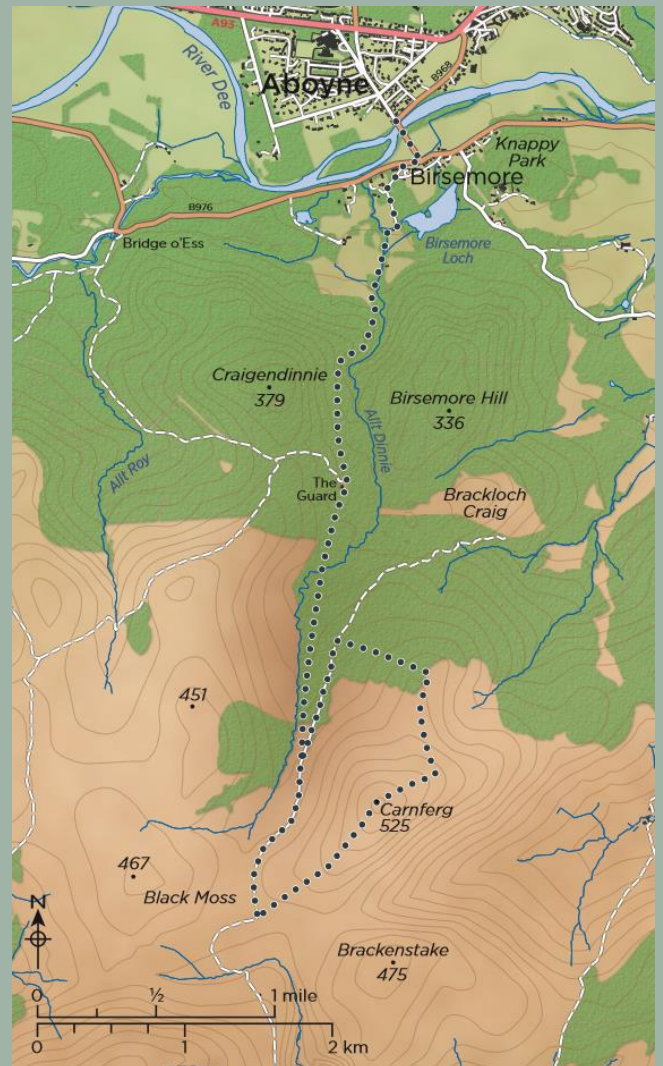 A93
River Dee
Aboyne
B968
Knappy
Park
Birsemore
B976
Bridge o'Ess
Birsemore
Loch
Craigendinnie
379
Birsemore Hill
336
Allt Dinnie
Allt Roy
The
Guard
Brackloch
Craig
451
Carnferg
525
467
Black Moss
Brackenstake
475
N
0 ½ 1 mile
0 1 2 km